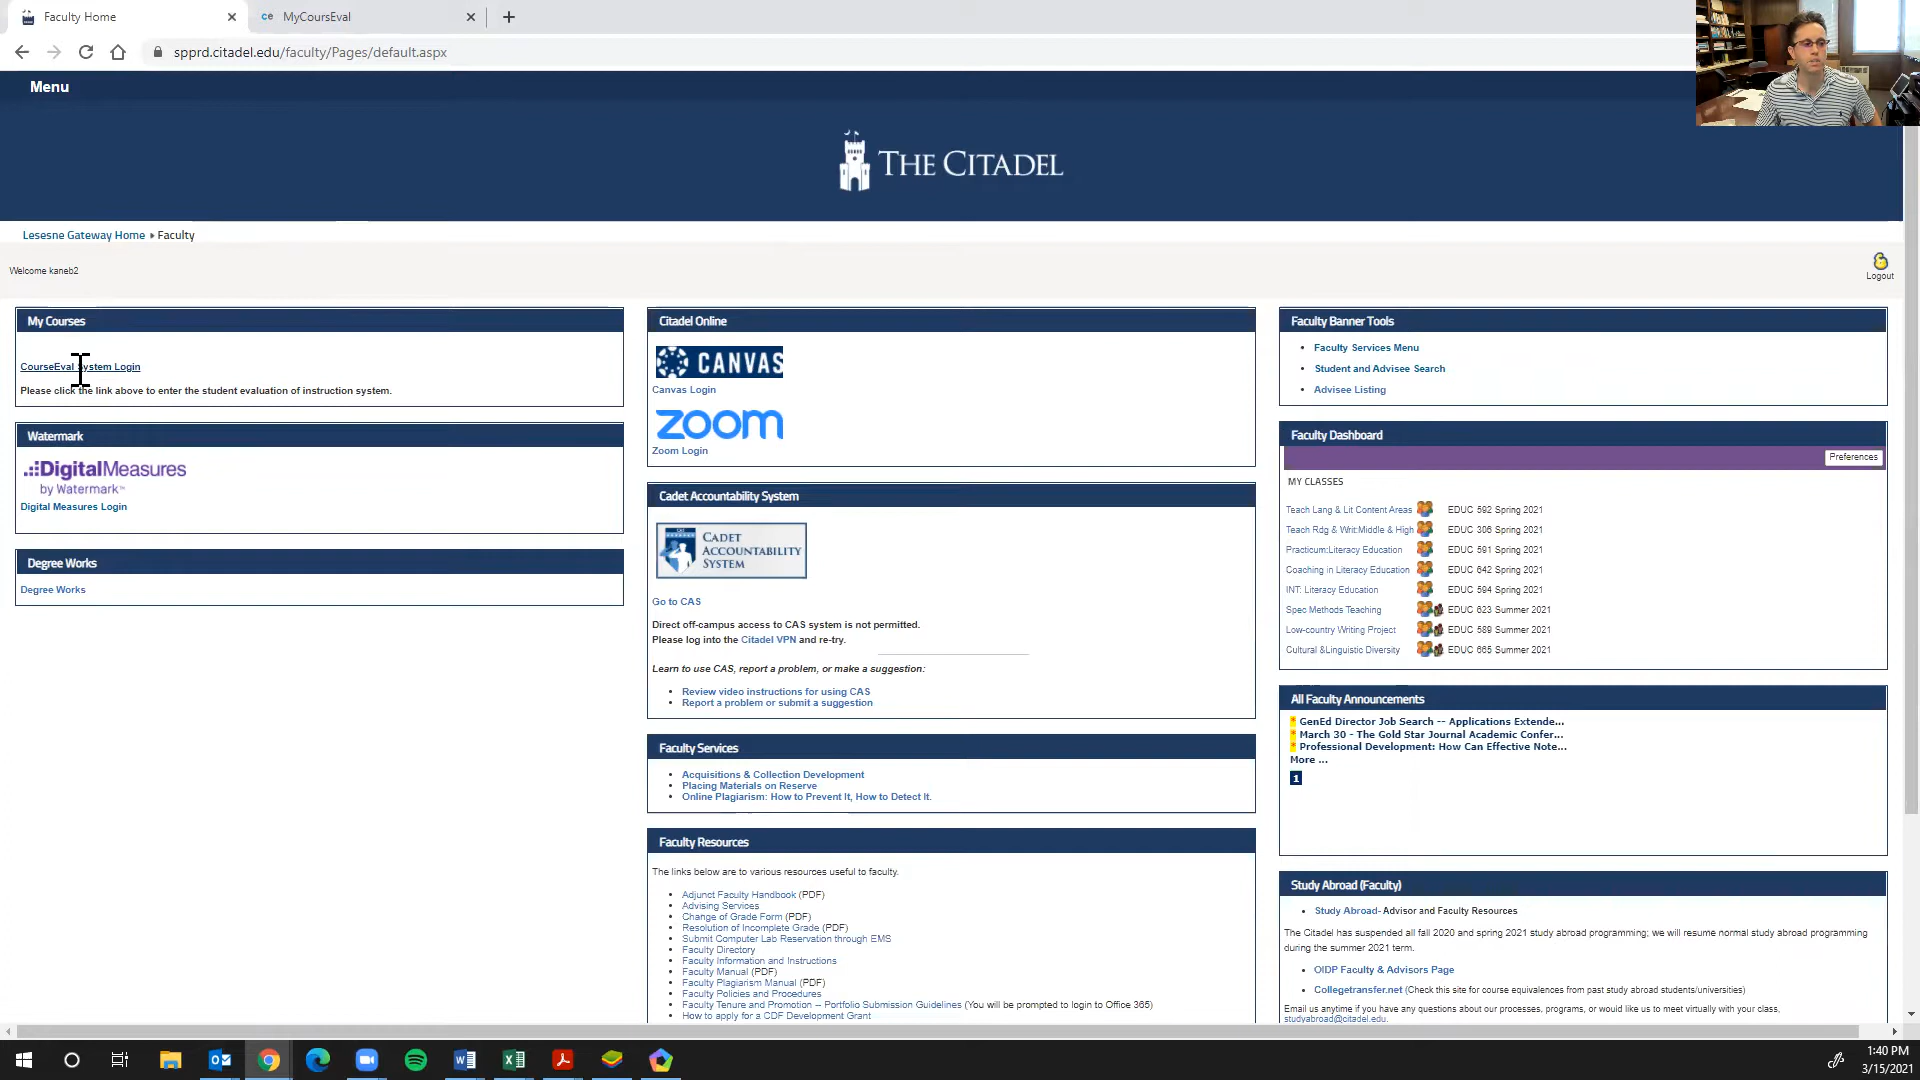 Faculty Home
CE MyCoursEval
spprd.citadel.edu/faculty/Pages/default.aspx
Menu
THE CITADEL
Lesesne Gateway Home ▸ Faculty
Welcome kaneb2
Logout
My Courses
CourseEval System Login
Please click the link above to enter the student evaluation of instruction system.
Watermark
DigitalMeasures
by Watermark™
Digital Measures Login
Degree Works
Degree Works
Citadel Online
CANVAS
Canvas Login
zoom
Zoom Login
Cadet Accountability System
CADET
ACCOUNTABILITY
SYSTEM
Go to CAS
Direct off-campus access to CAS system is not permitted.
Please log into the Citadel VPN and re-try.
Learn to use CAS, report a problem, or make a suggestion:
• Review video instructions for using CAS
• Report a problem or submit a suggestion
Faculty Services
• Acquisitions & Collection Development
• Placing Materials on Reserve
• Online Plagiarism: How to Prevent It, How to Detect It.
Faculty Resources
The links below are to various resources useful to faculty.
• Adjunct Faculty Handbook (PDF)
• Advising Services
• Change of Grade Form (PDF)
• Resolution of Incomplete Grade (PDF)
• Submit Computer Lab Reservation through EMS
• Faculty Directory
• Faculty Information and Instructions
• Faculty Manual (PDF)
• Faculty Plagiarism Manual (PDF)
• Faculty Policies and Procedures
• Faculty Tenure and Promotion -- Portfolio Submission Guidelines (You will be prompted to login to Office 365)
• How to apply for a CDF Development Grant
Faculty Banner Tools
• Faculty Services Menu
• Student and Advisee Search
• Advisee Listing
Faculty Dashboard
Preferences
MY CLASSES
Teach Lang & Lit Content Areas EDUC 592 Spring 2021
Teach Rdg & Writ:Middle & High EDUC 306 Spring 2021
Practicum:Literacy Education EDUC 591 Spring 2021
Coaching in Literacy Education EDUC 642 Spring 2021
INT: Literacy Education EDUC 594 Spring 2021
Spec Methods Teaching EDUC 623 Summer 2021
Low-country Writing Project EDUC 589 Summer 2021
Cultural &Linguistic Diversity EDUC 665 Summer 2021
All Faculty Announcements
* GenEd Director Job Search -- Applications Extende...
* March 30 - The Gold Star Journal Academic Confer...
* Professional Development: How Can Effective Note...
More ...
1
Study Abroad (Faculty)
• Study Abroad- Advisor and Faculty Resources
The Citadel has suspended all fall 2020 and spring 2021 study abroad programming; we will resume normal study abroad programming
during the summer 2021 term.
• OIDP Faculty & Advisors Page
• Collegetransfer.net (Check this site for course equivalences from past study abroad students/universities)
Email us anytime if you have any questions about our processes, programs, or would like us to meet virtually with your class,
studyabroad@citadel.edu.
1:40 PM
3/15/2021